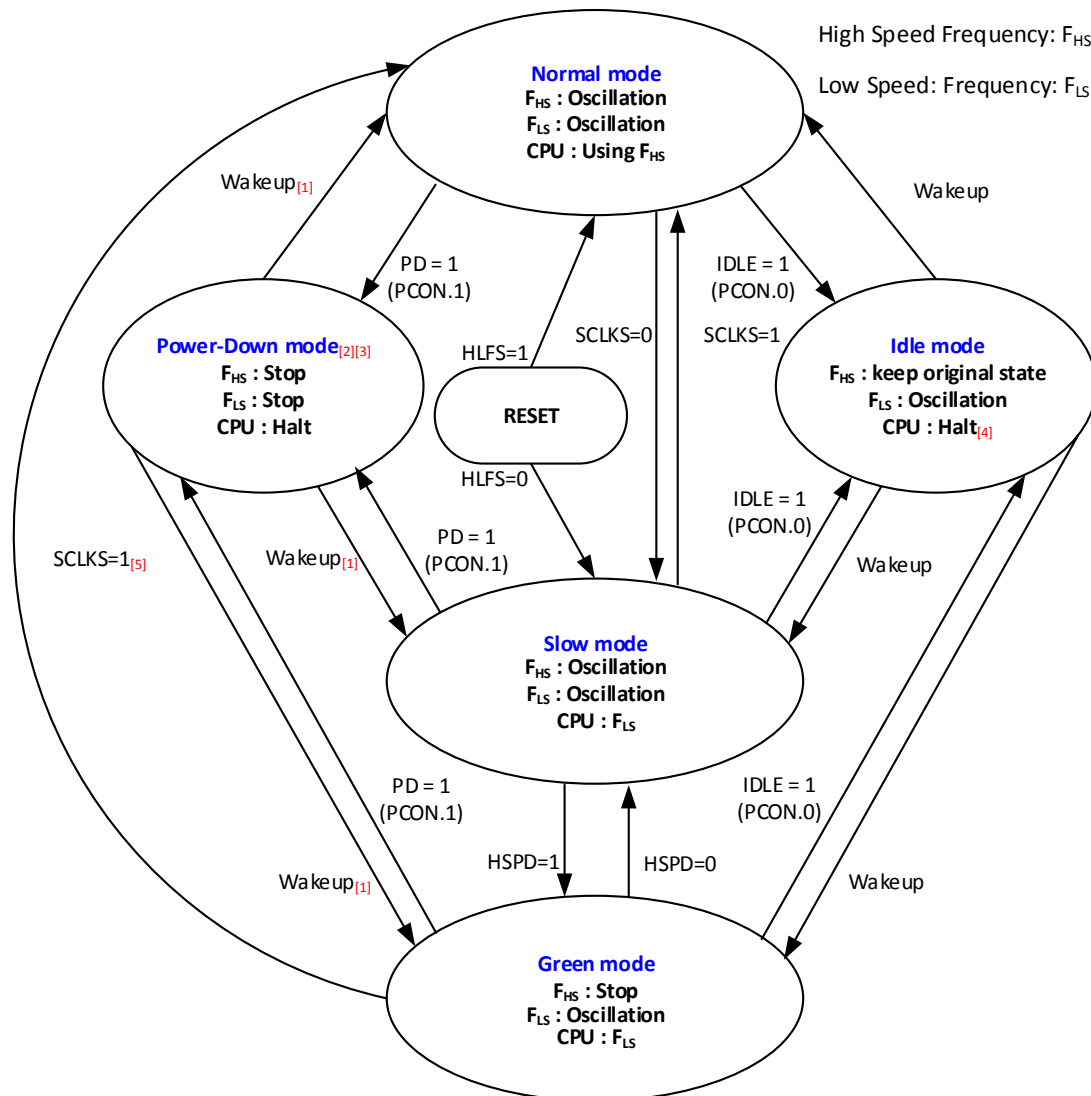 High Speed Frequency: FHS
Low Speed: Frequency: FLS
Normal mode
FHS : Oscillation
FLS : Oscillation
CPU : Using FHS
Wakeup[1]
Wakeup
PD = 1
(PCON.1)
IDLE = 1
(PCON.0)
SCLKS=0
SCLKS=1
HLFS=1
Power-Down mode[2][3]
FHS : Stop
FLS : Stop
CPU : Halt
RESET
Idle mode
FHS : keep original state
FLS : Oscillation
CPU : Halt[4]
HLFS=0
SCLKS=1[5]
Wakeup[1]
PD = 1
(PCON.1)
IDLE = 1
(PCON.0)
Wakeup
Slow mode
FHS : Oscillation
FLS : Oscillation
CPU : FLS
PD = 1
(PCON.1)
IDLE = 1
(PCON.0)
HSPD=1
HSPD=0
Wakeup[1]
Wakeup
Green mode
FHS : Stop
FLS : Oscillation
CPU : FLS